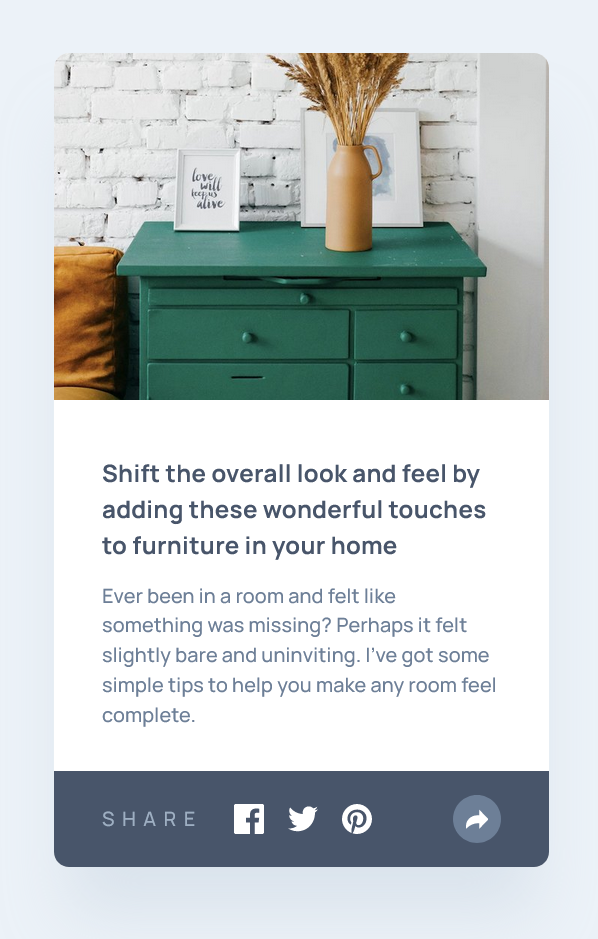 love
will
keep us
alive
Shift the overall look and feel by
adding these wonderful touches
to furniture in your home
Ever been in a room and felt like
something was missing? Perhaps it felt
slightly bare and uninviting. I’ve got some
simple tips to help you make any room feel
complete.
SHARE